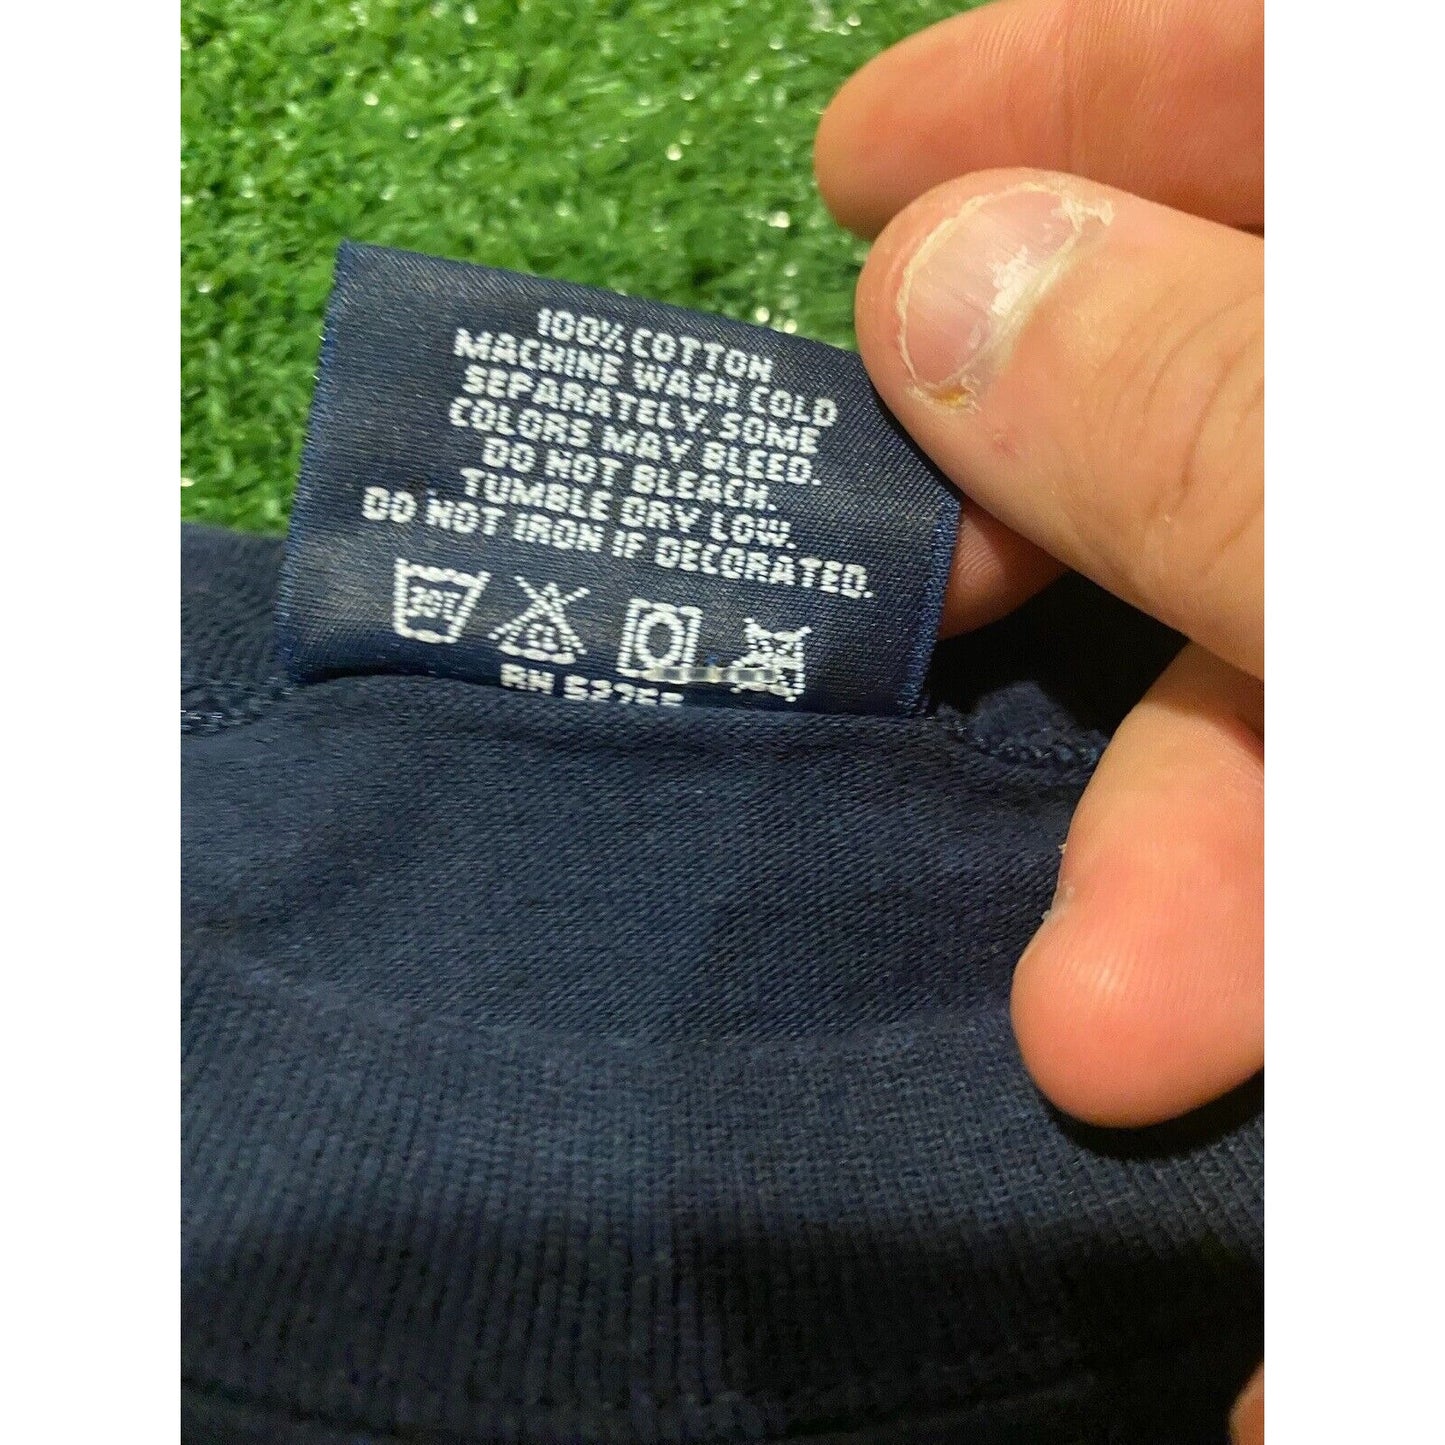 100% COTTON
MACHINE WASH COLD
SEPARATELY. SOME
COLORS MAY BLEED.
DO NOT BLEACH.
TUMBLE DRY LOW.
DO NOT IRON IF DECORATED.